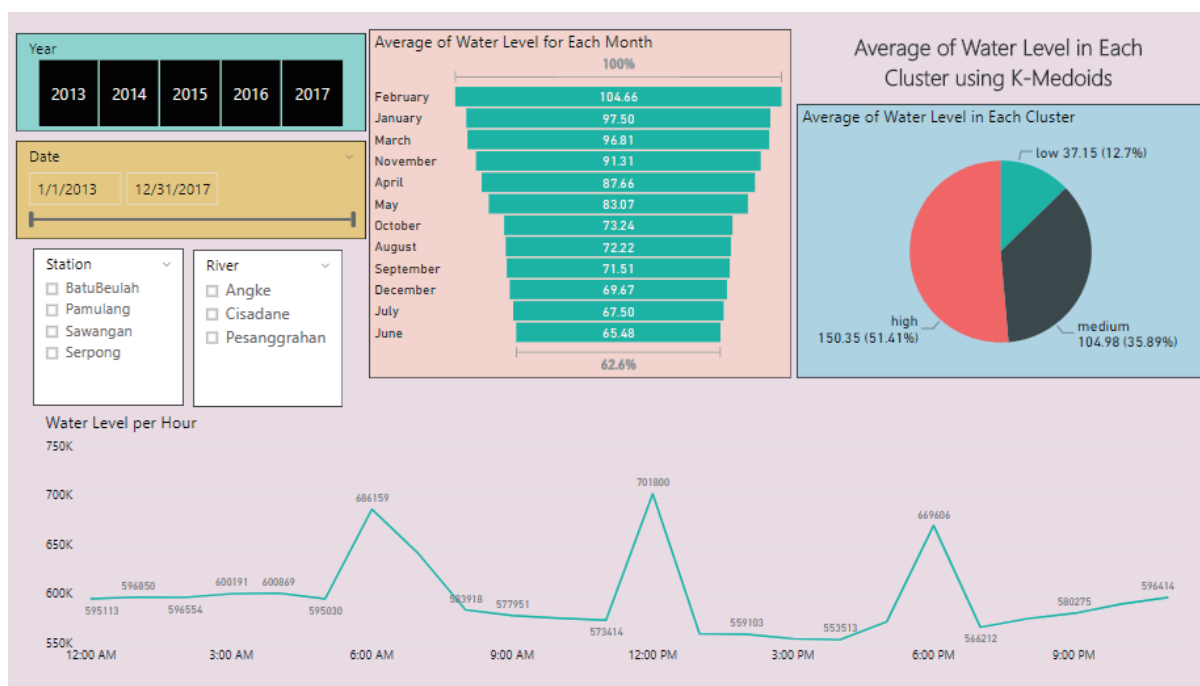 Year
2013 2014 2015 2016 2017
Date
1/1/2013 12/31/2017
Station
BatuBeulah
Pamulang
Sawangan
Serpong
River
Angke
Cisadane
Pesanggrahan
Average of Water Level for Each Month
100%
February 104.66
January 97.50
March 96.81
November 91.31
April 87.66
May 83.07
October 73.24
August 72.22
September 71.51
December 69.67
July 67.50
June 65.48
62.6%
Average of Water Level in Each
Cluster using K-Medoids
Average of Water Level in Each Cluster
low 37.15 (12.7%)
high
150.35 (51.41%)
medium
104.98 (35.89%)
Water Level per Hour
750K
700K
650K
600K
550K
595113
596850
596554
600191
600869
595030
686159
583918
577951
573414
701800
559103
553513
669606
566212
580275
596414
12:00 AM 3:00 AM 6:00 AM 9:00 AM 12:00 PM 3:00 PM 6:00 PM 9:00 PM